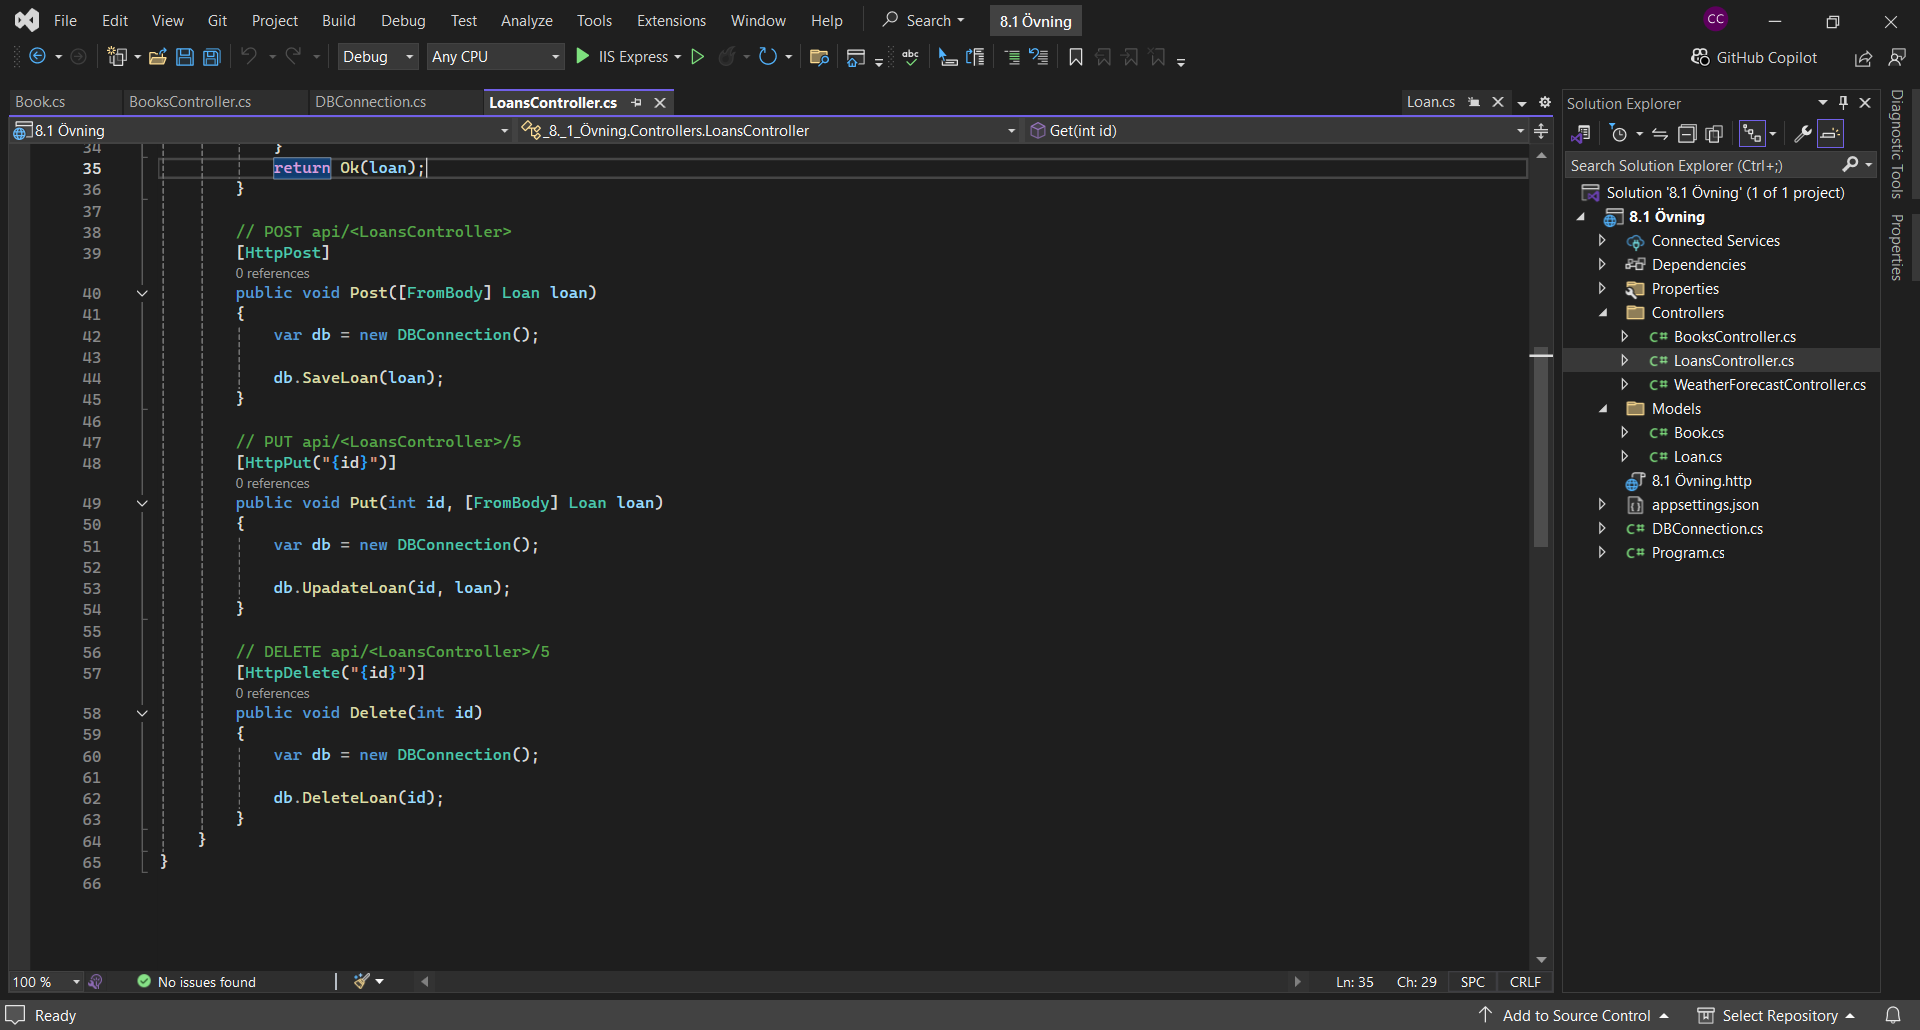 File Edit View Git Project Build Debug Test Analyze Tools Extensions Window Help Search 8.1 Övning CC
Debug Any CPU IIS Express abc GitHub Copilot
Book.cs BooksController.cs DBConnection.cs LoansController.cs Loan.cs
8.1 Övning _8._1_Övning.Controllers.LoansController Get(int id)
34 }
35 return Ok(loan);
36 }
37
38 // POST api/<LoansController>
39 [HttpPost]
0 references
40 public void Post([FromBody] Loan loan)
41 {
42 var db = new DBConnection();
43
44 db.SaveLoan(loan);
45 }
46
47 // PUT api/<LoansController>/5
48 [HttpPut("{id}")]
0 references
49 public void Put(int id, [FromBody] Loan loan)
50 {
51 var db = new DBConnection();
52
53 db.UpadateLoan(id, loan);
54 }
55
56 // DELETE api/<LoansController>/5
57 [HttpDelete("{id}")]
0 references
58 public void Delete(int id)
59 {
60 var db = new DBConnection();
61
62 db.DeleteLoan(id);
63 }
64 }
65 }
66
100 % No issues found Ln: 35 Ch: 29 SPC CRLF
Solution Explorer
Search Solution Explorer (Ctrl+;)
Solution '8.1 Övning' (1 of 1 project)
8.1 Övning
Connected Services
Dependencies
Properties
Controllers
C# BooksController.cs
C# LoansController.cs
C# WeatherForecastController.cs
Models
C# Book.cs
C# Loan.cs
8.1 Övning.http
appsettings.json
C# DBConnection.cs
C# Program.cs
Diagnostic Tools
Properties
Ready Add to Source Control Select Repository